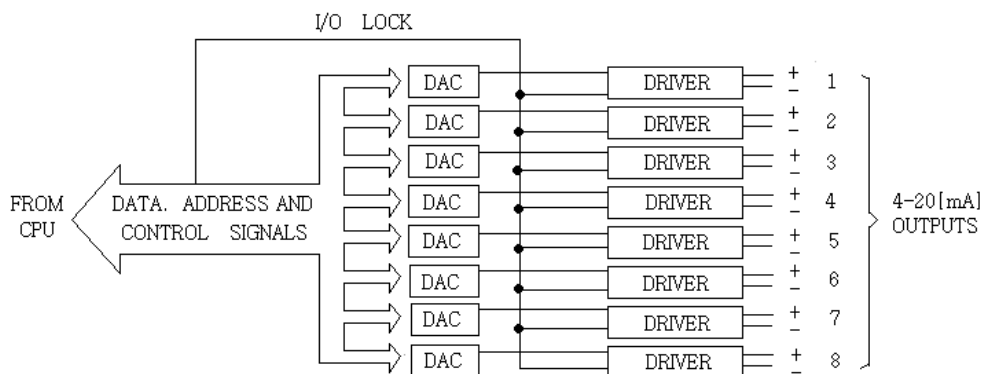 I/O LOCK
DAC DRIVER + − 1
DAC DRIVER + − 2
DAC DRIVER + − 3
DAC DRIVER + − 4
DAC DRIVER + − 5
DAC DRIVER + − 6
DAC DRIVER + − 7
DAC DRIVER + − 8
FROM
CPU
DATA. ADDRESS AND
CONTROL SIGNALS
4-20[mA]
OUTPUTS